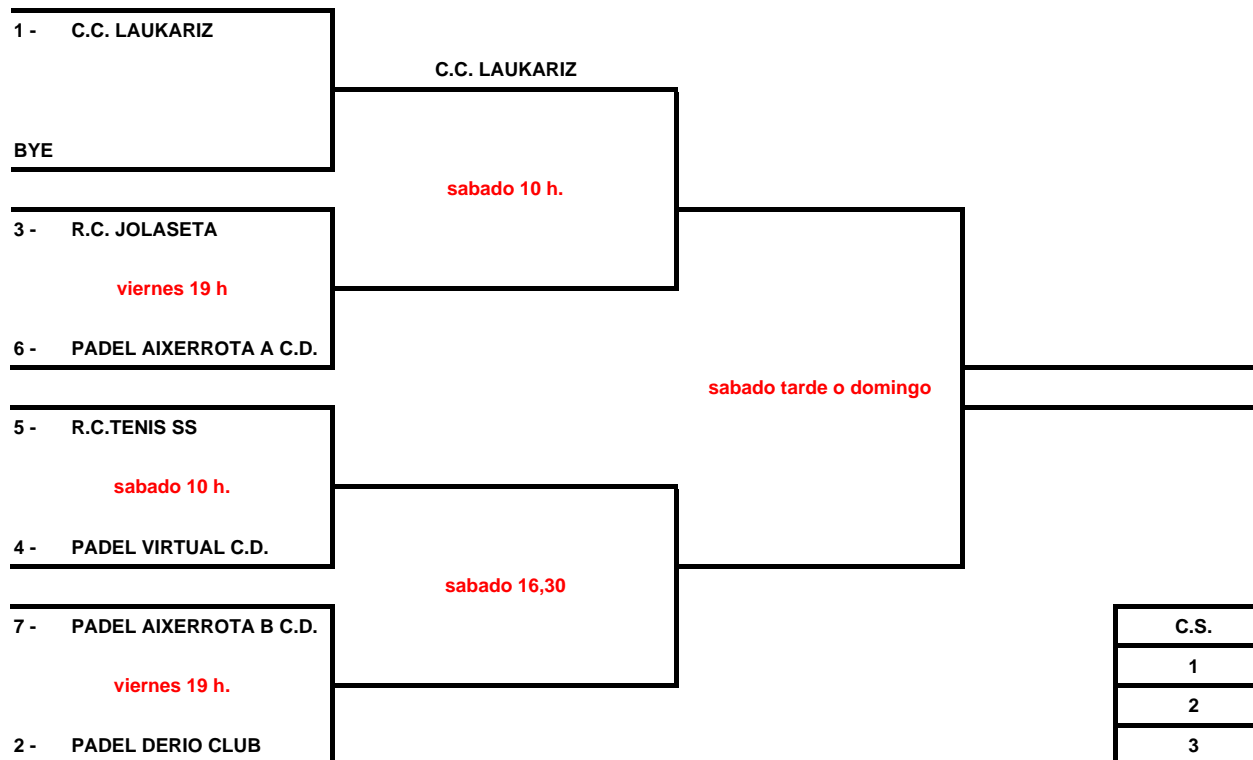 1 - C.C. LAUKARIZ
C.C. LAUKARIZ
BYE
sabado 10 h.
3 - R.C. JOLASETA
viernes 19 h
6 - PADEL AIXERROTA A C.D.
sabado tarde o domingo
5 - R.C.TENIS SS
sabado 10 h.
4 - PADEL VIRTUAL C.D.
sabado 16,30
7 - PADEL AIXERROTA B C.D.
viernes 19 h.
2 - PADEL DERIO CLUB
C.S.
1
2
3